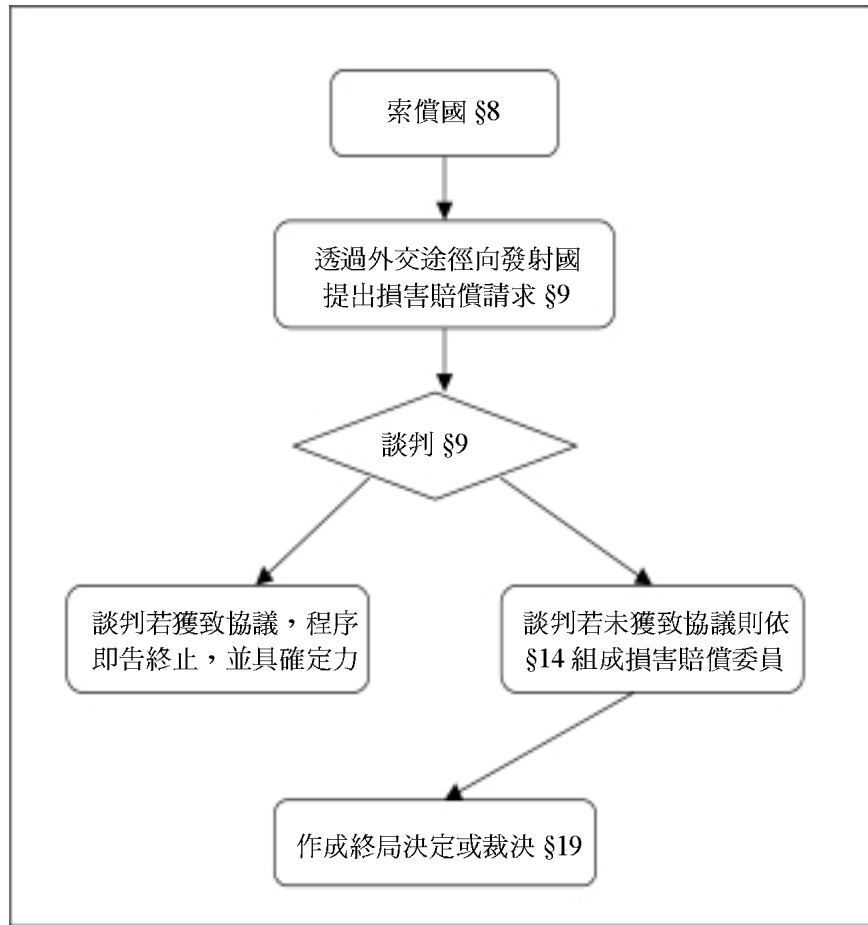 索償國 §8
透過外交途徑向發射國
提出損害賠償請求 §9
談判 §9
談判若獲致協議，程序
即告終止，並具確定力
談判若未獲致協議則依
§14 組成損害賠償委員
作成終局決定或裁決 §19